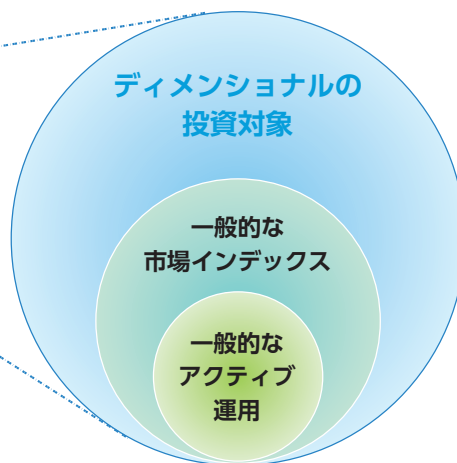 ディメンショナルの
投資対象
一般的な
市場インデックス
一般的な
アクティブ
運用